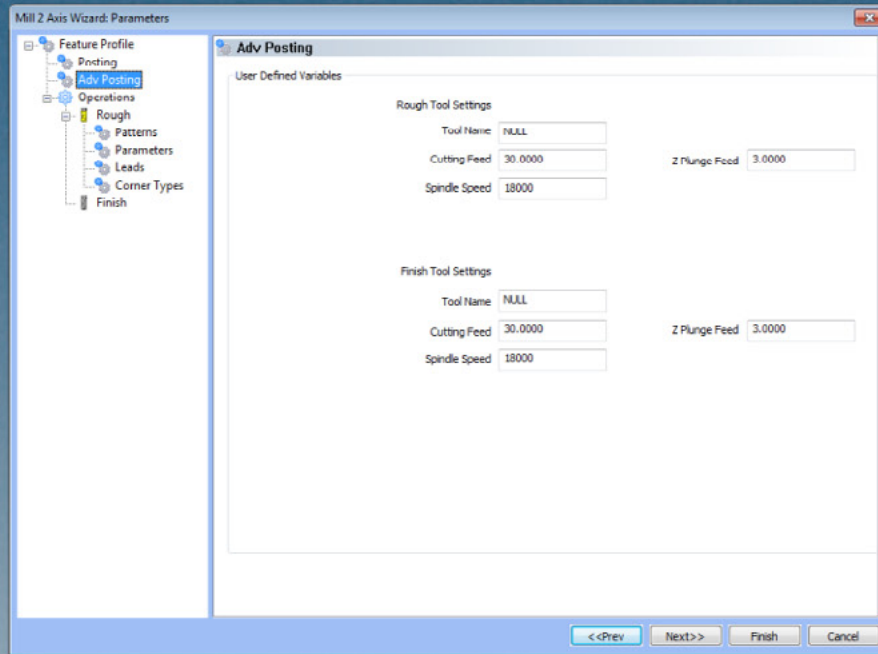 Mill 2 Axis Wizard: Parameters
Feature Profile
Posting
Adv Posting
Operations
Rough
Patterns
Parameters
Leads
Corner Types
Finish
Adv Posting
User Defined Variables
Rough Tool Settings
Tool Name NULL
Cutting Feed 30.0000 Z Plunge Feed 3.0000
Spindle Speed 18000
Finish Tool Settings
Tool Name NULL
Cutting Feed 30.0000 Z Plunge Feed 3.0000
Spindle Speed 18000
<<Prev Next>> Finish Cancel